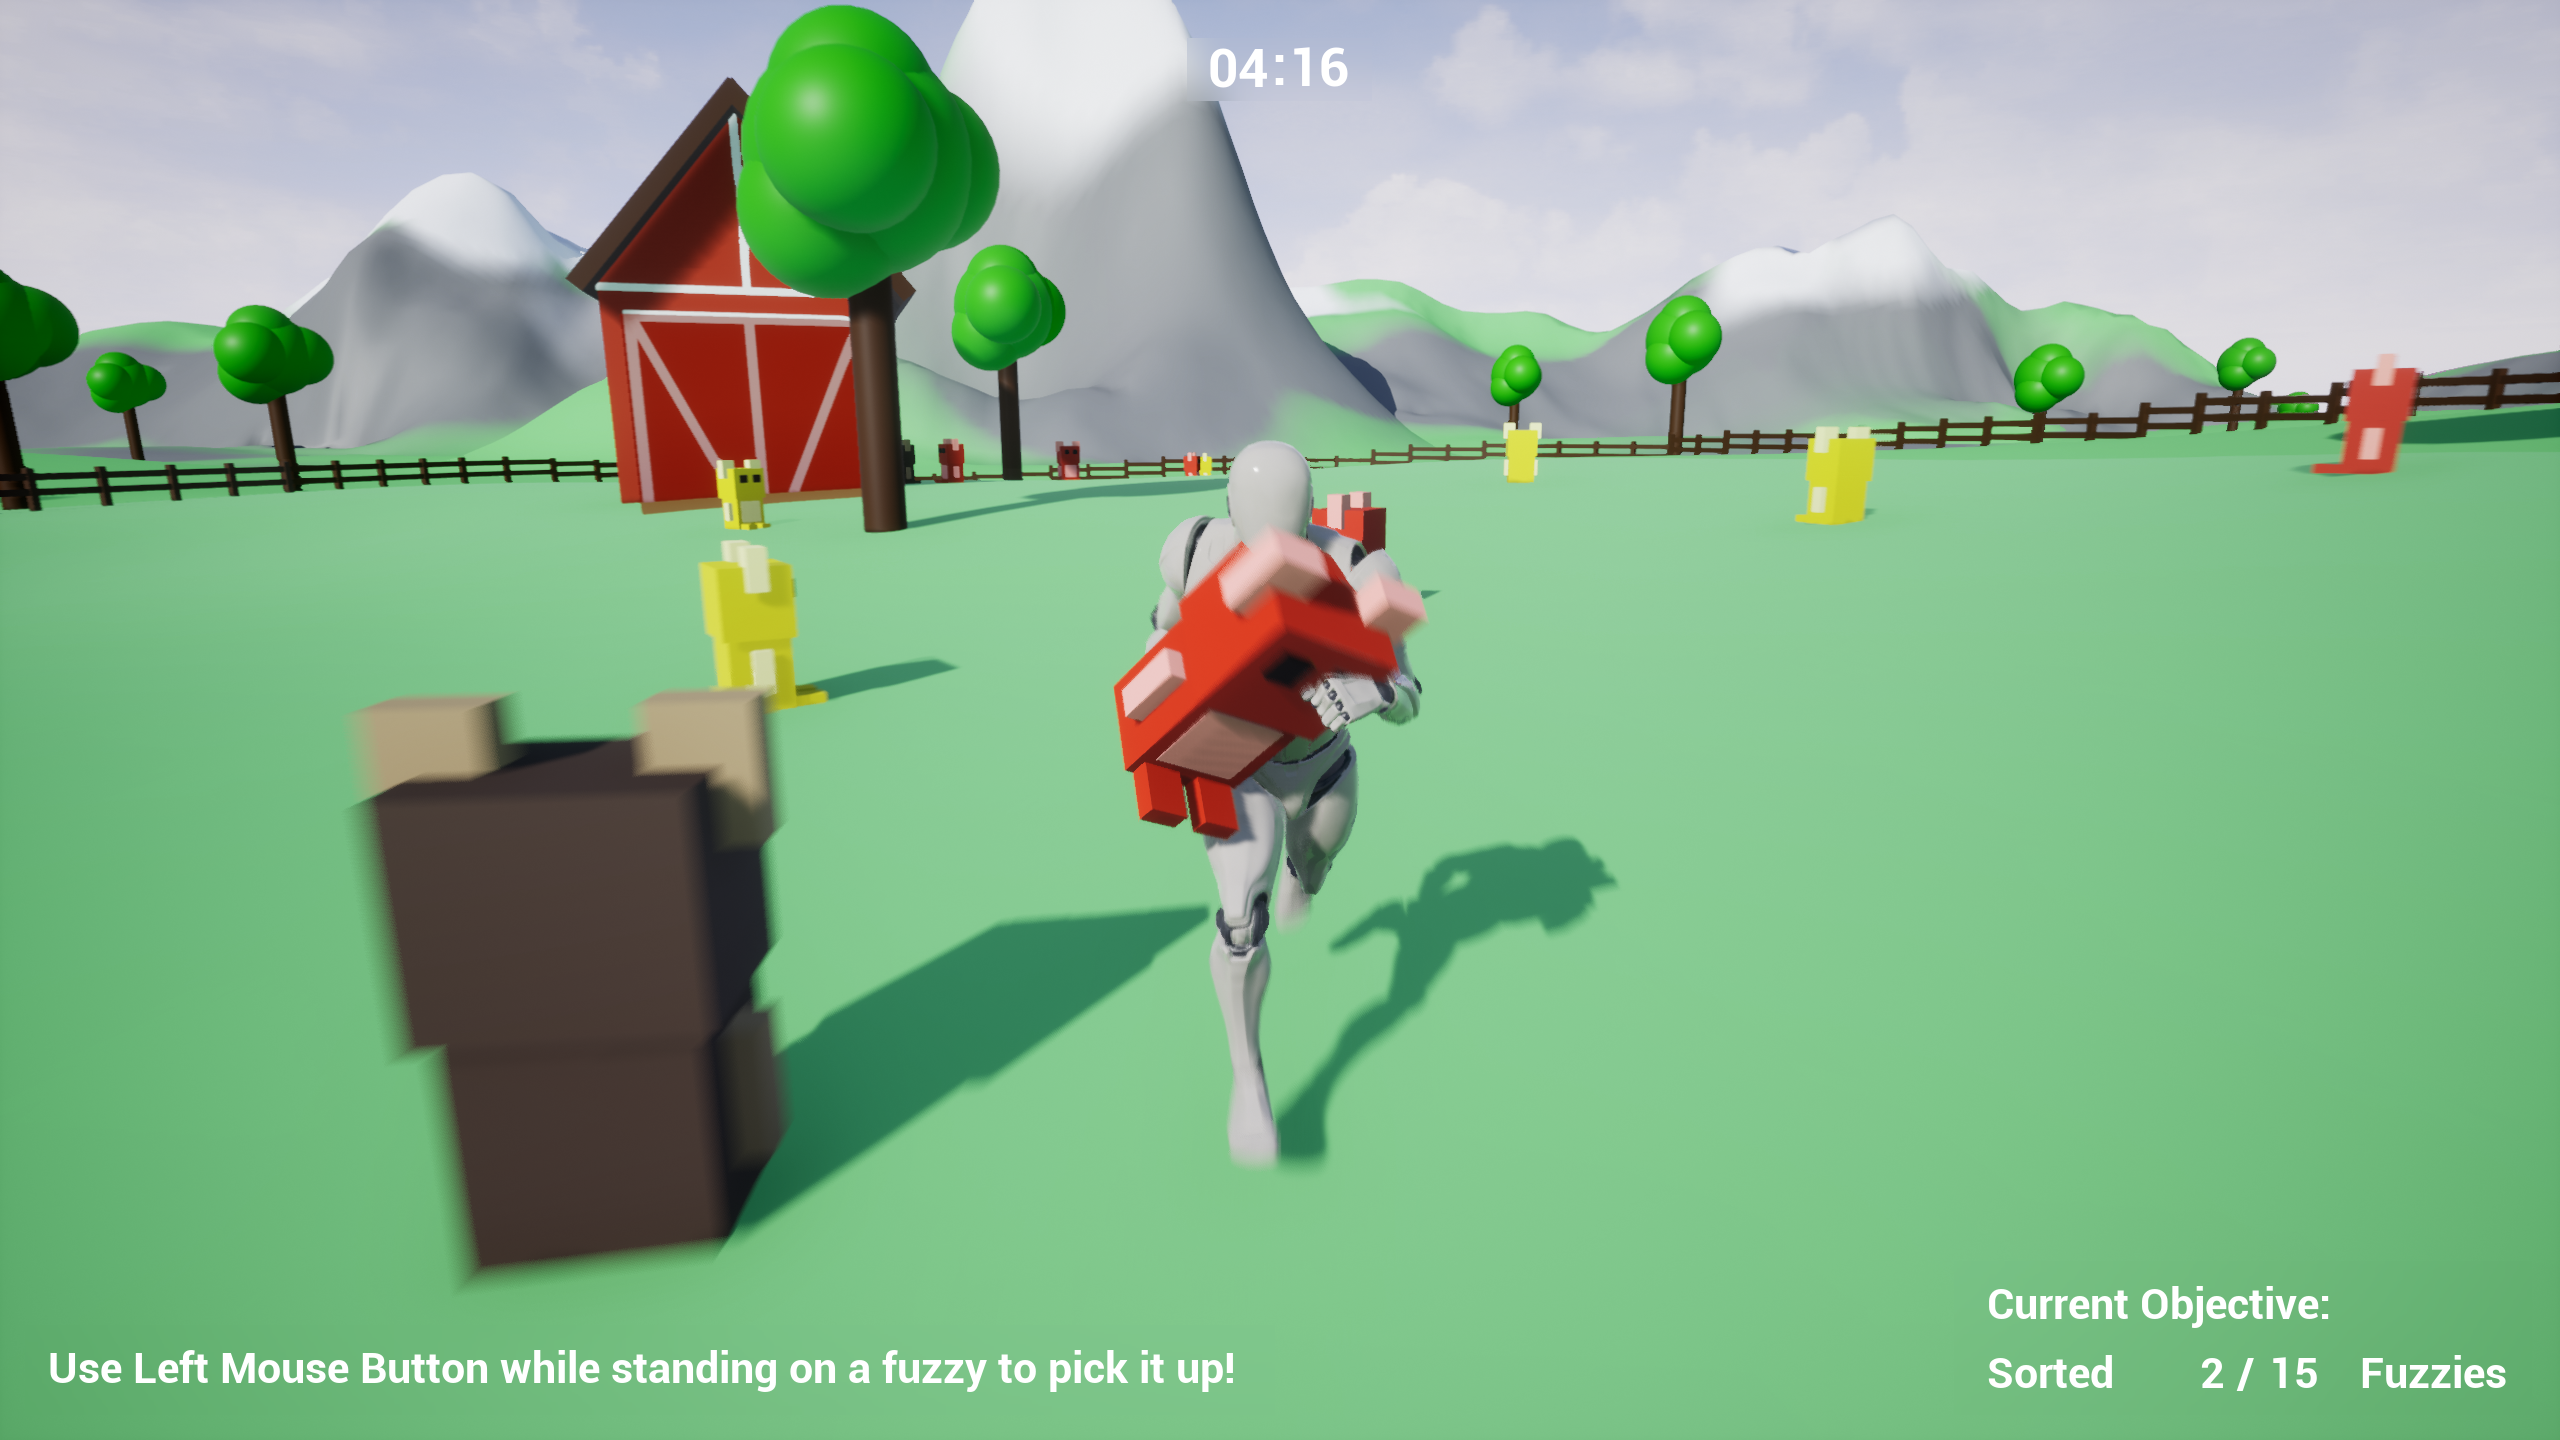 04:16
Use Left Mouse Button while standing on a fuzzy to pick it up!
Current Objective:
Sorted 2 / 15 Fuzzies